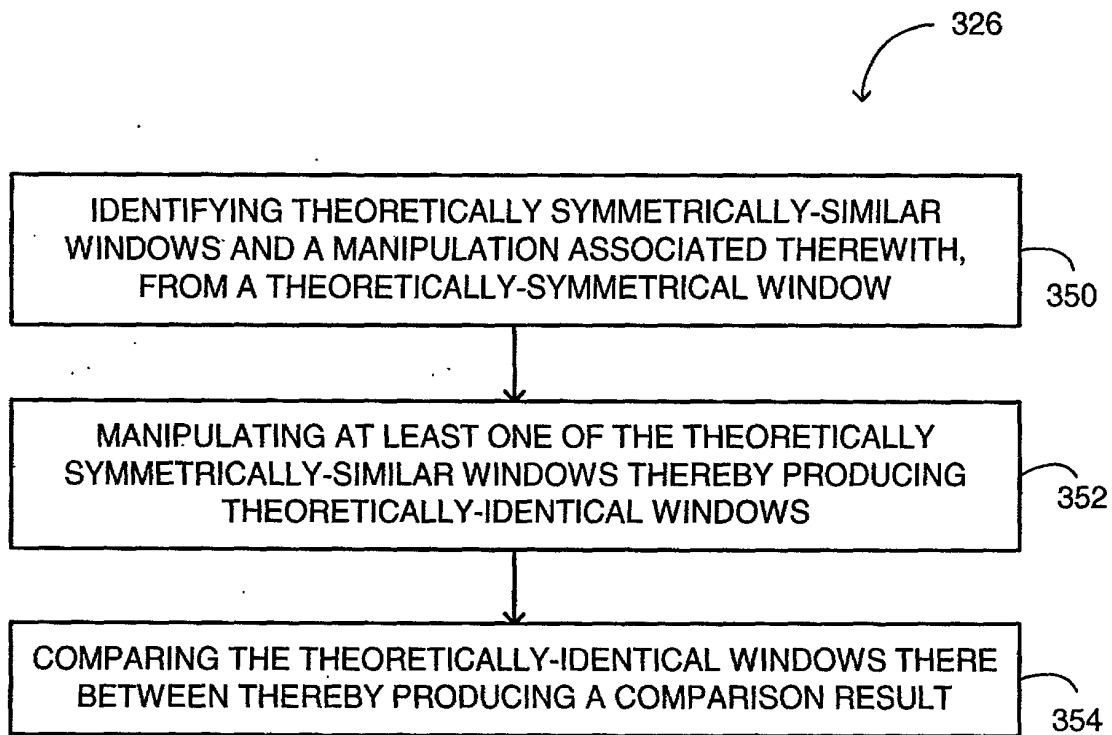 326
IDENTIFYING THEORETICALLY SYMMETRICALLY-SIMILAR
WINDOWS AND A MANIPULATION ASSOCIATED THEREWITH,
FROM A THEORETICALLY-SYMMETRICAL WINDOW
350
MANIPULATING AT LEAST ONE OF THE THEORETICALLY
SYMMETRICALLY-SIMILAR WINDOWS THEREBY PRODUCING
THEORETICALLY-IDENTICAL WINDOWS
352
COMPARING THE THEORETICALLY-IDENTICAL WINDOWS THERE
BETWEEN THEREBY PRODUCING A COMPARISON RESULT
354